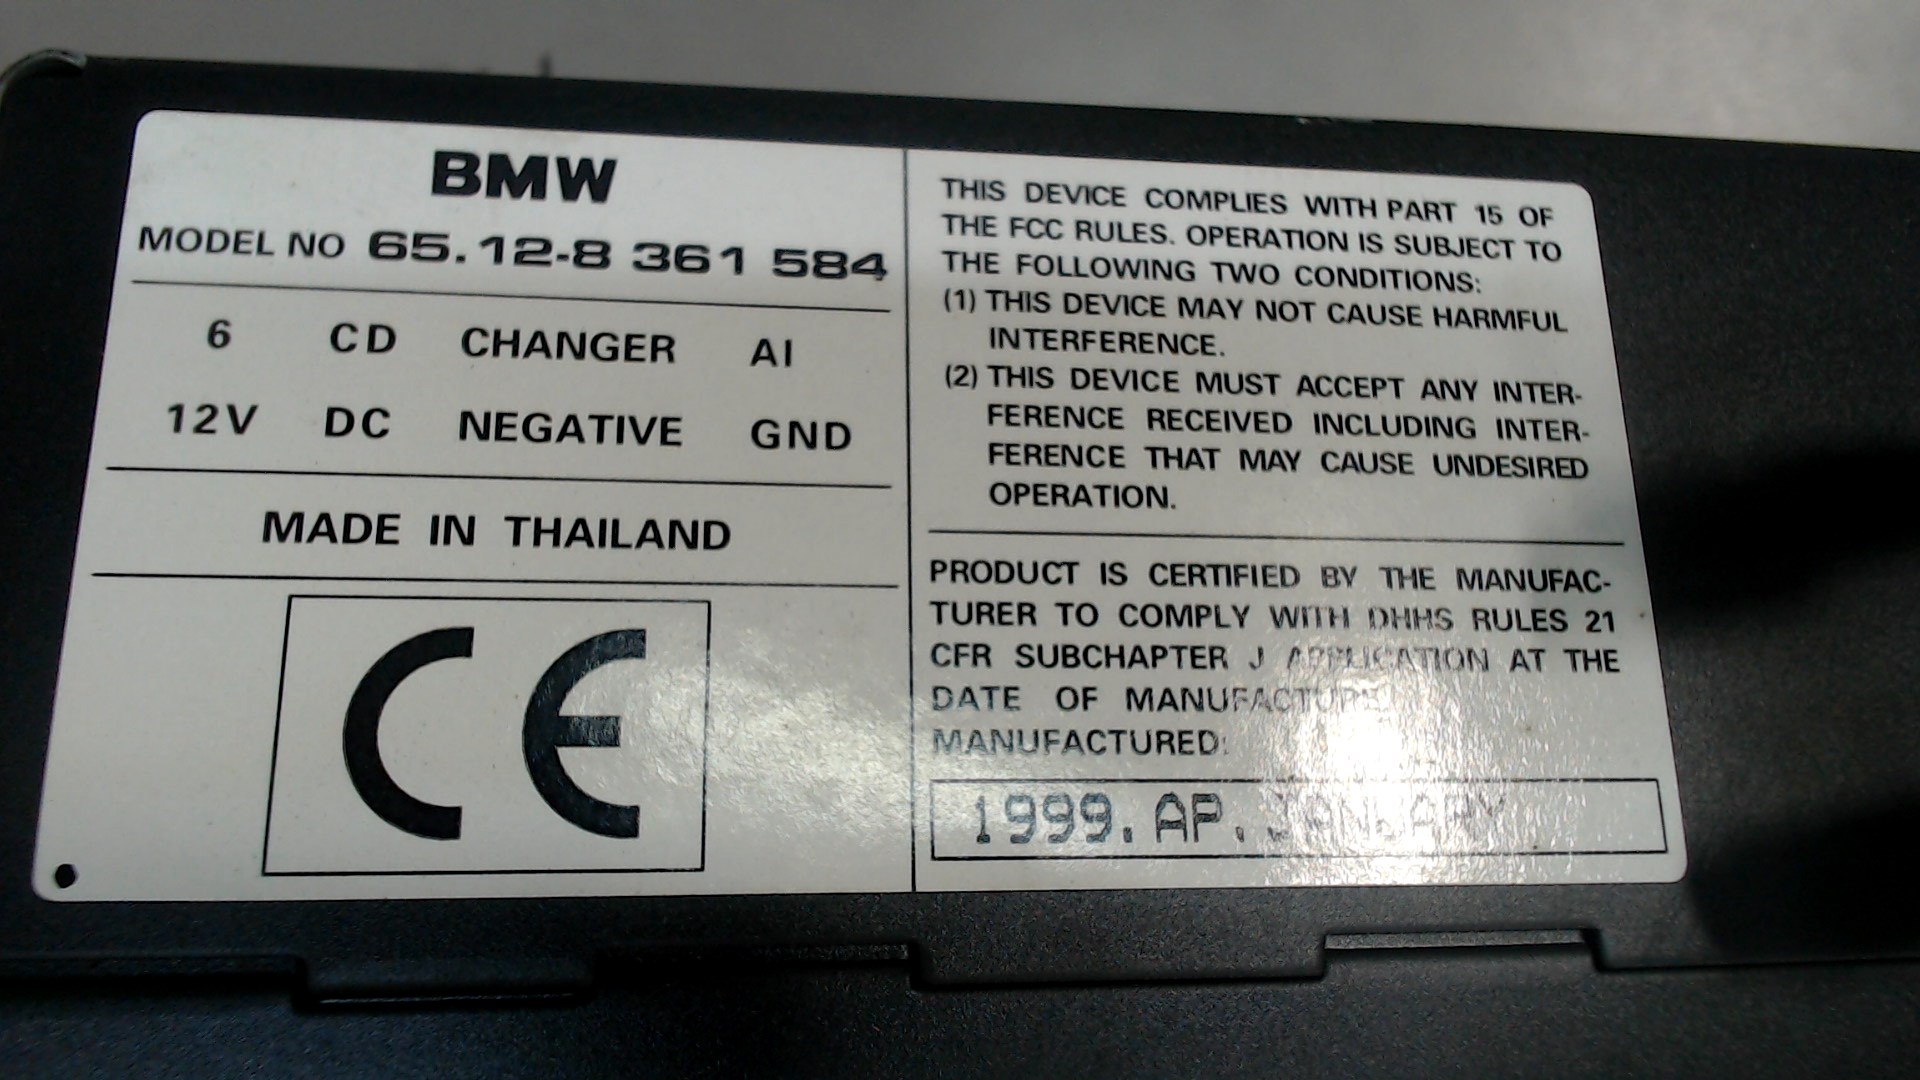 BMW
MODEL NO 65.12-8 361 584
6 CD CHANGER AI
12V DC NEGATIVE GND
MADE IN THAILAND
CE
THIS DEVICE COMPLIES WITH PART 15 OF
THE FCC RULES. OPERATION IS SUBJECT TO
THE FOLLOWING TWO CONDITIONS:
(1) THIS DEVICE MAY NOT CAUSE HARMFUL
INTERFERENCE.
(2) THIS DEVICE MUST ACCEPT ANY INTER-
FERENCE RECEIVED INCLUDING INTER-
FERENCE THAT MAY CAUSE UNDESIRED
OPERATION.
PRODUCT IS CERTIFIED BY THE MANUFAC-
TURER TO COMPLY WITH DHHS RULES 21
CFR SUBCHAPTER J APPLICATION AT THE
DATE OF MANUFACTURE
MANUFACTURED:
1999. AP. JANUARY